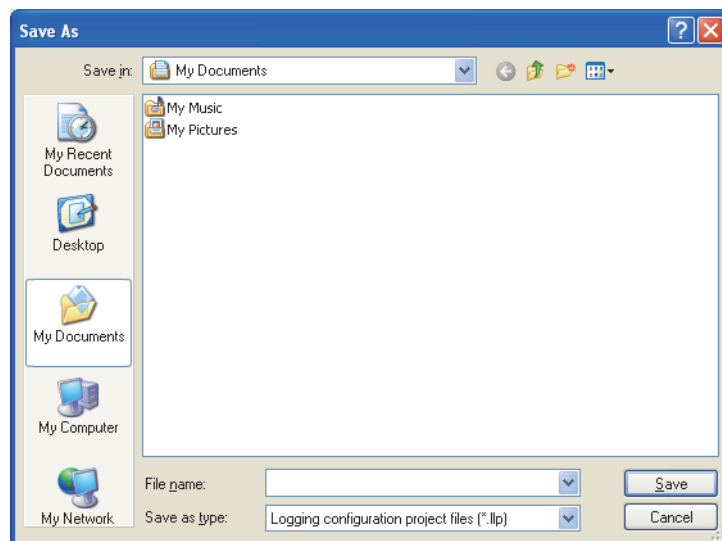 Save As
Save in: My Documents
My Music
My Pictures
My Recent
Documents
Desktop
My Documents
My Computer
My Network
File name:
Save
Save as type: Logging configuration project files (*.llp)
Cancel